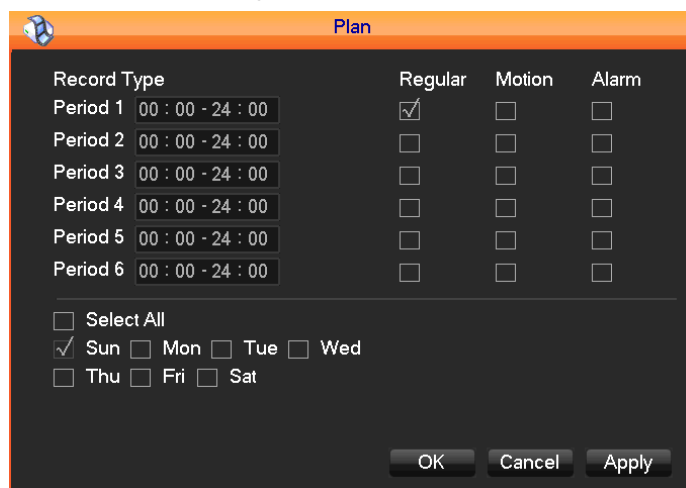 Plan
Record Type Regular Motion Alarm
Period 1 00 : 00 - 24 : 00
Period 2 00 : 00 - 24 : 00
Period 3 00 : 00 - 24 : 00
Period 4 00 : 00 - 24 : 00
Period 5 00 : 00 - 24 : 00
Period 6 00 : 00 - 24 : 00
Select All
Sun Mon Tue Wed
Thu Fri Sat
OK Cancel Apply